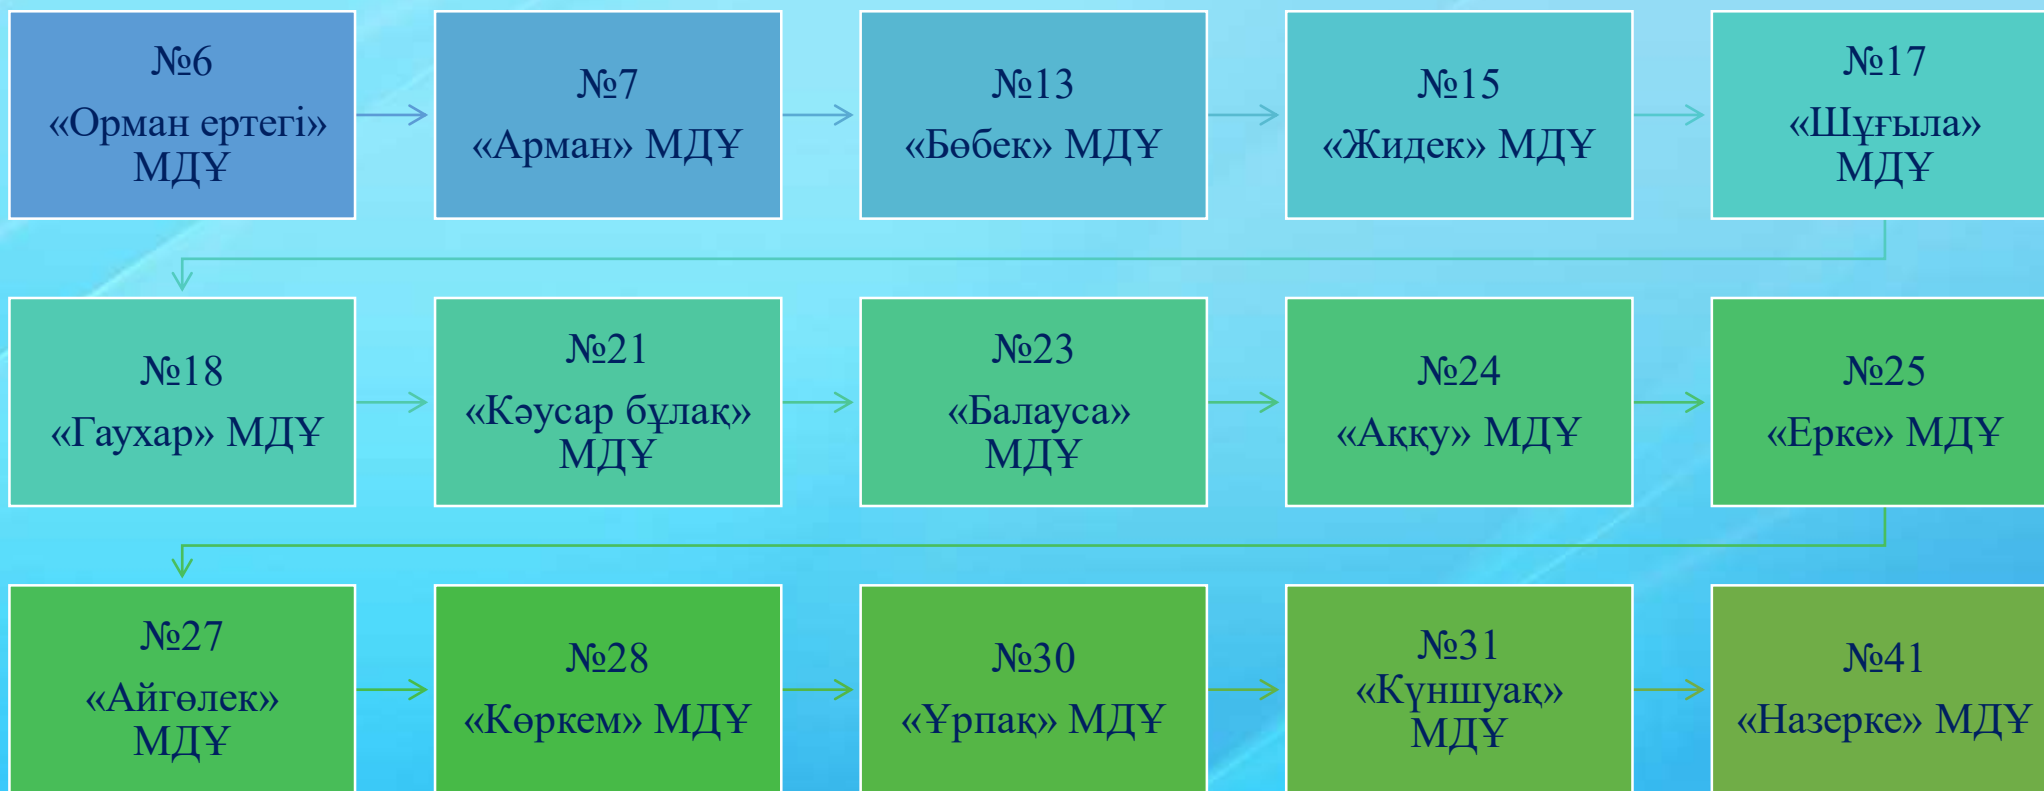 №6
«Орман ертегі»
МДҰ
№7
«Арман» МДҰ
№13
«Бөбек» МДҰ
№15
«Жидек» МДҰ
№17
«Шұғыла»
МДҰ
№18
«Гаухар» МДҰ
№21
«Кәусар бұлақ»
МДҰ
№23
«Балауса»
МДҰ
№24
«Аққу» МДҰ
№25
«Ерке» МДҰ
№27
«Айгөлек»
МДҰ
№28
«Көркем» МДҰ
№30
«Ұрпақ» МДҰ
№31
«Күншуақ»
МДҰ
№41
«Назерке» МДҰ